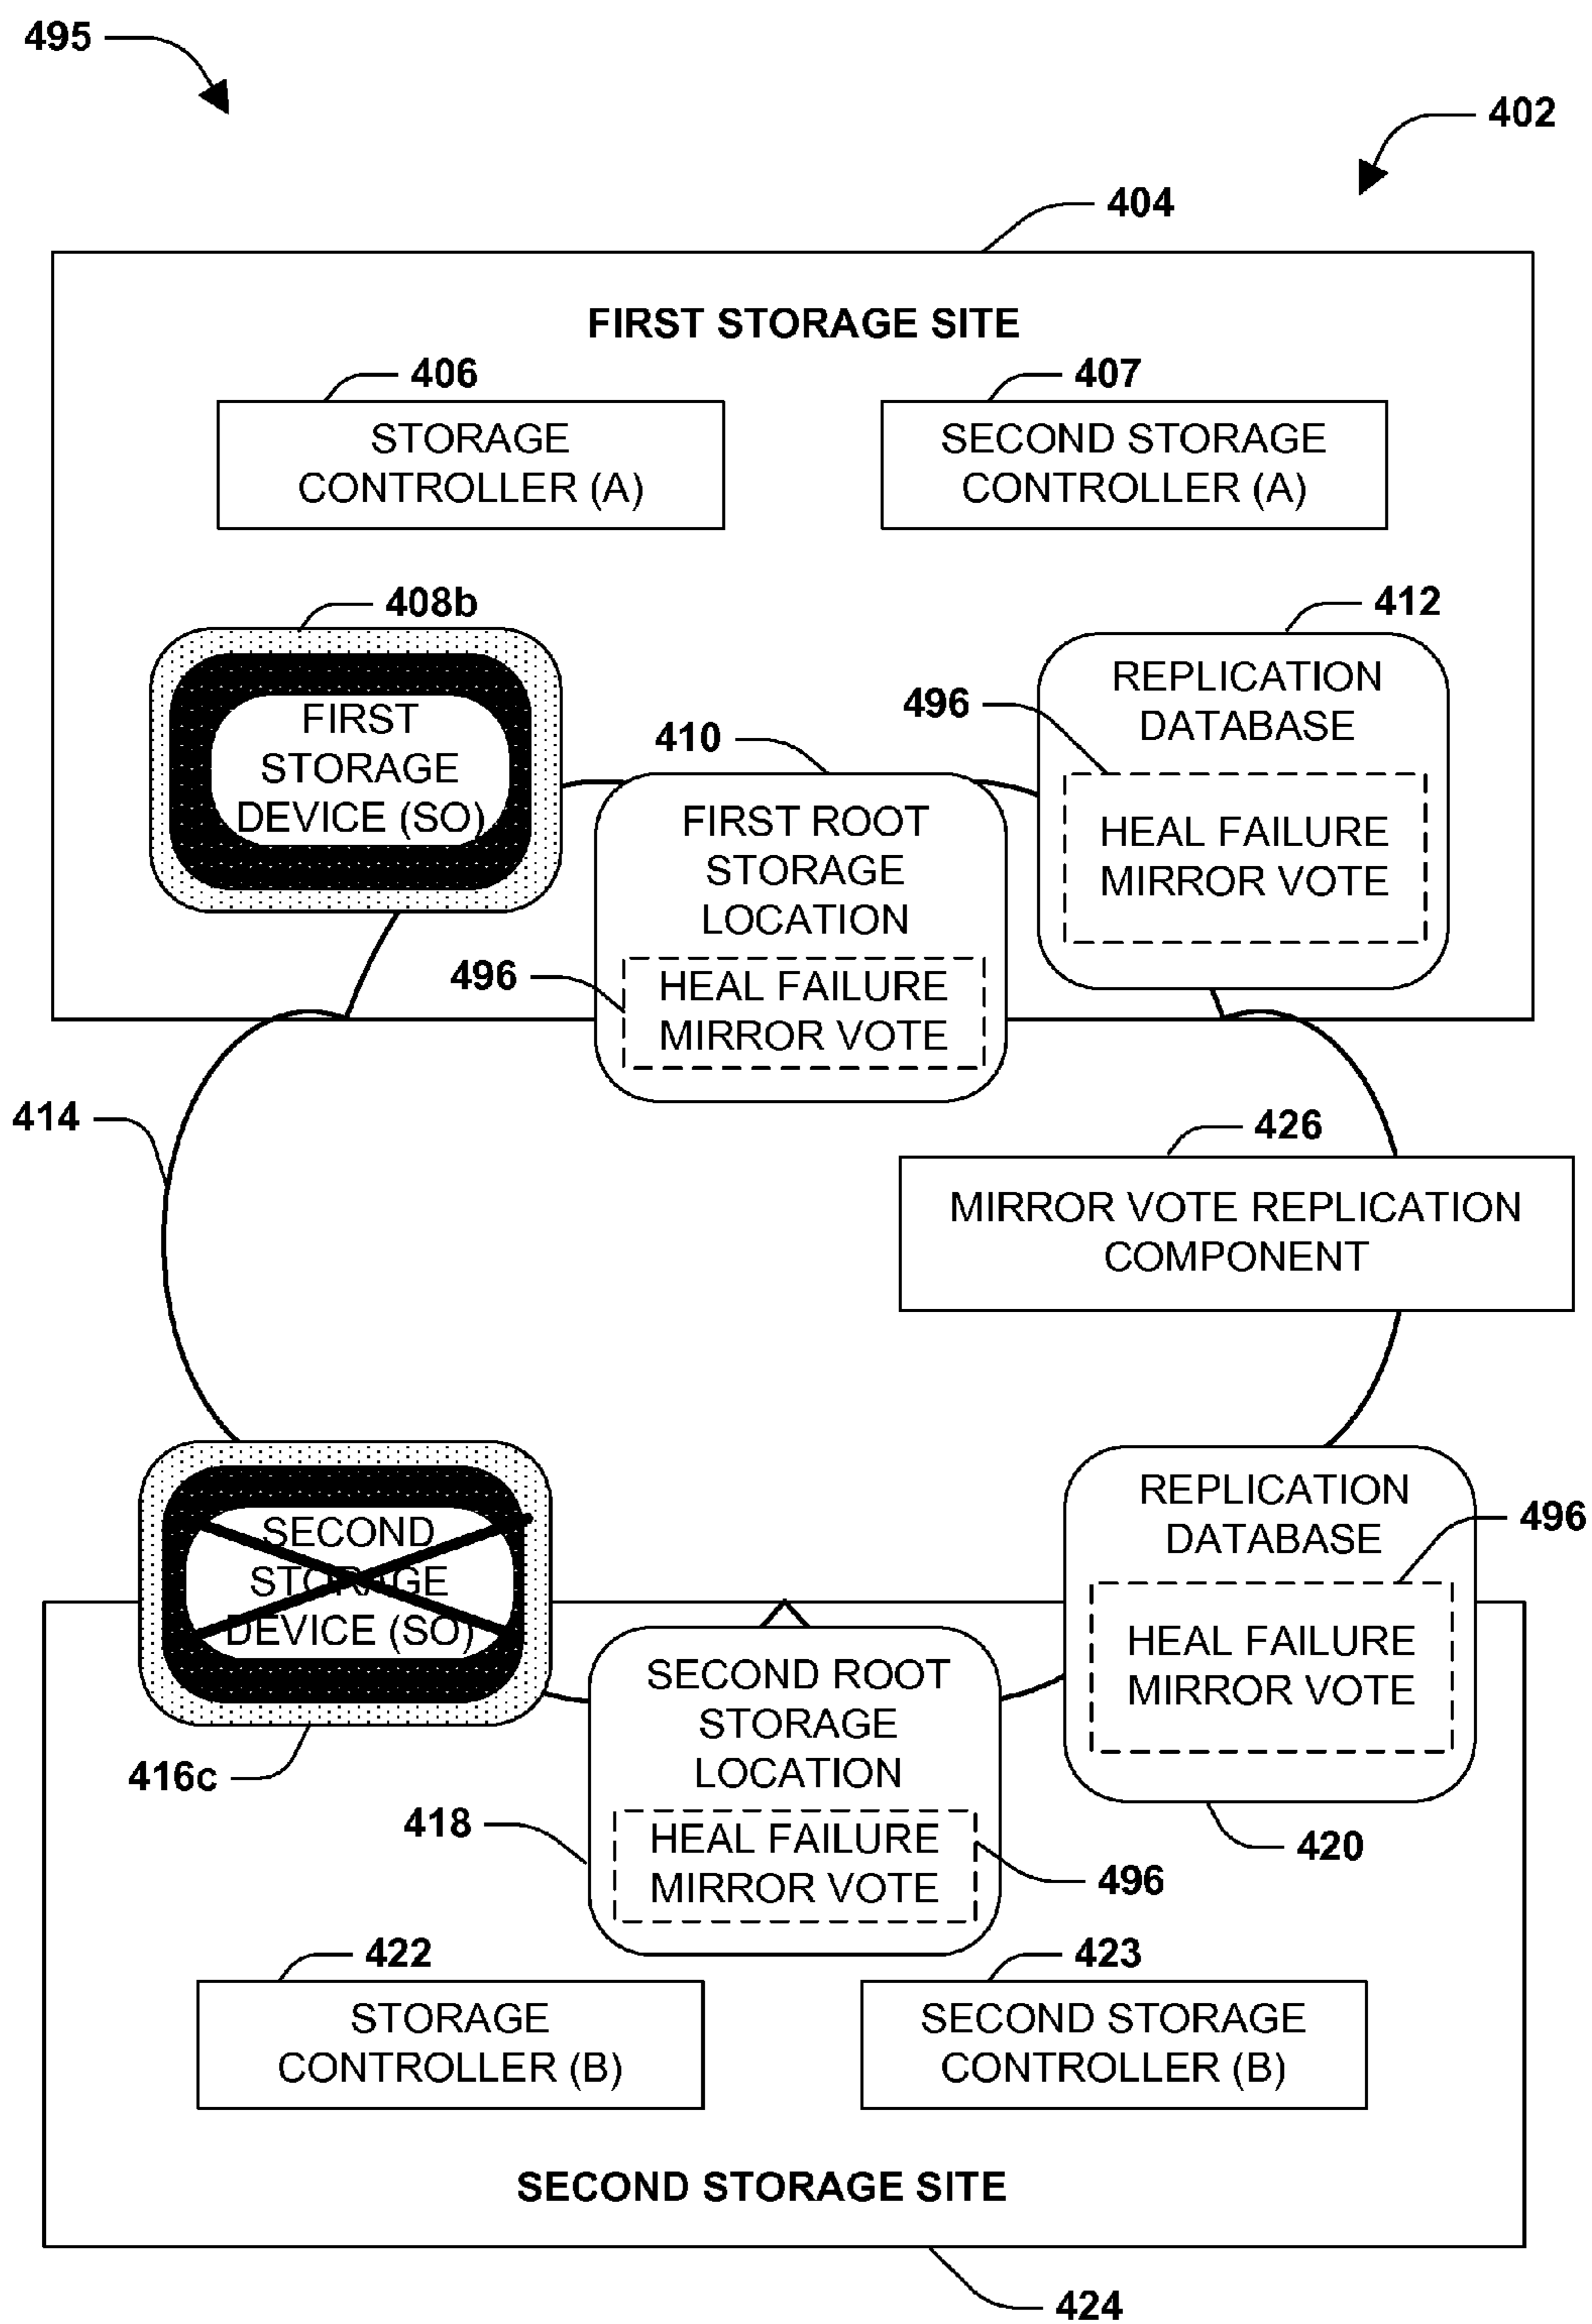 495
402
404
FIRST STORAGE SITE
406
407
STORAGE
CONTROLLER (A)
SECOND STORAGE
CONTROLLER (A)
408b
412
FIRST
STORAGE
DEVICE (SO)
REPLICATION
DATABASE
496
HEAL FAILURE
MIRROR VOTE
410
FIRST ROOT
STORAGE
LOCATION
496
HEAL FAILURE
MIRROR VOTE
414
426
MIRROR VOTE REPLICATION
COMPONENT
SECOND
STORAGE
DEVICE (SO)
416c
REPLICATION
DATABASE
496
HEAL FAILURE
MIRROR VOTE
420
SECOND ROOT
STORAGE
LOCATION
418
HEAL FAILURE
MIRROR VOTE
496
422
423
STORAGE
CONTROLLER (B)
SECOND STORAGE
CONTROLLER (B)
SECOND STORAGE SITE
424